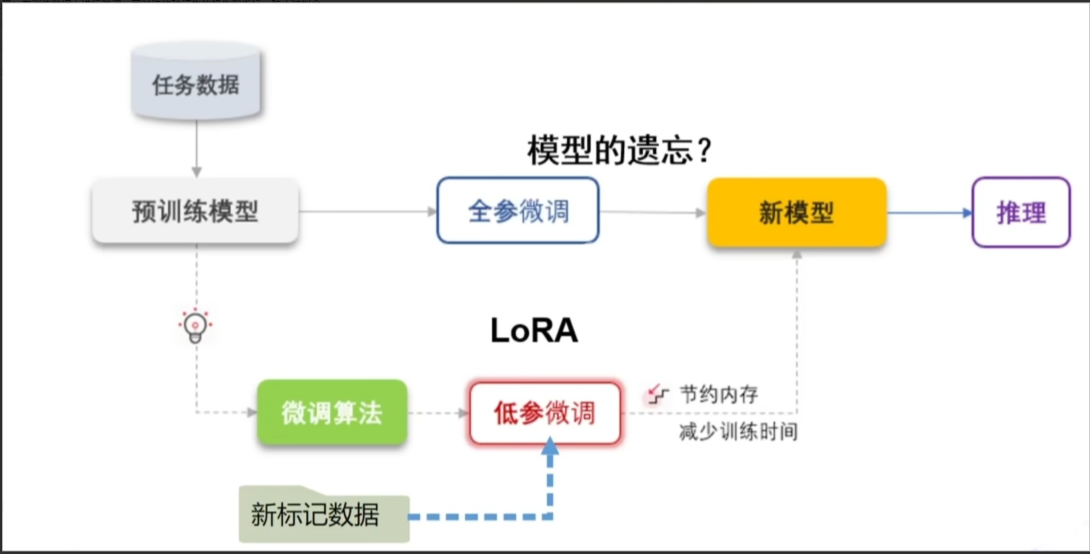 任务数据
模型的遗忘？
预训练模型
全参微调
新模型
推理
LoRA
微调算法
低参微调
节约内存
减少训练时间
新标记数据